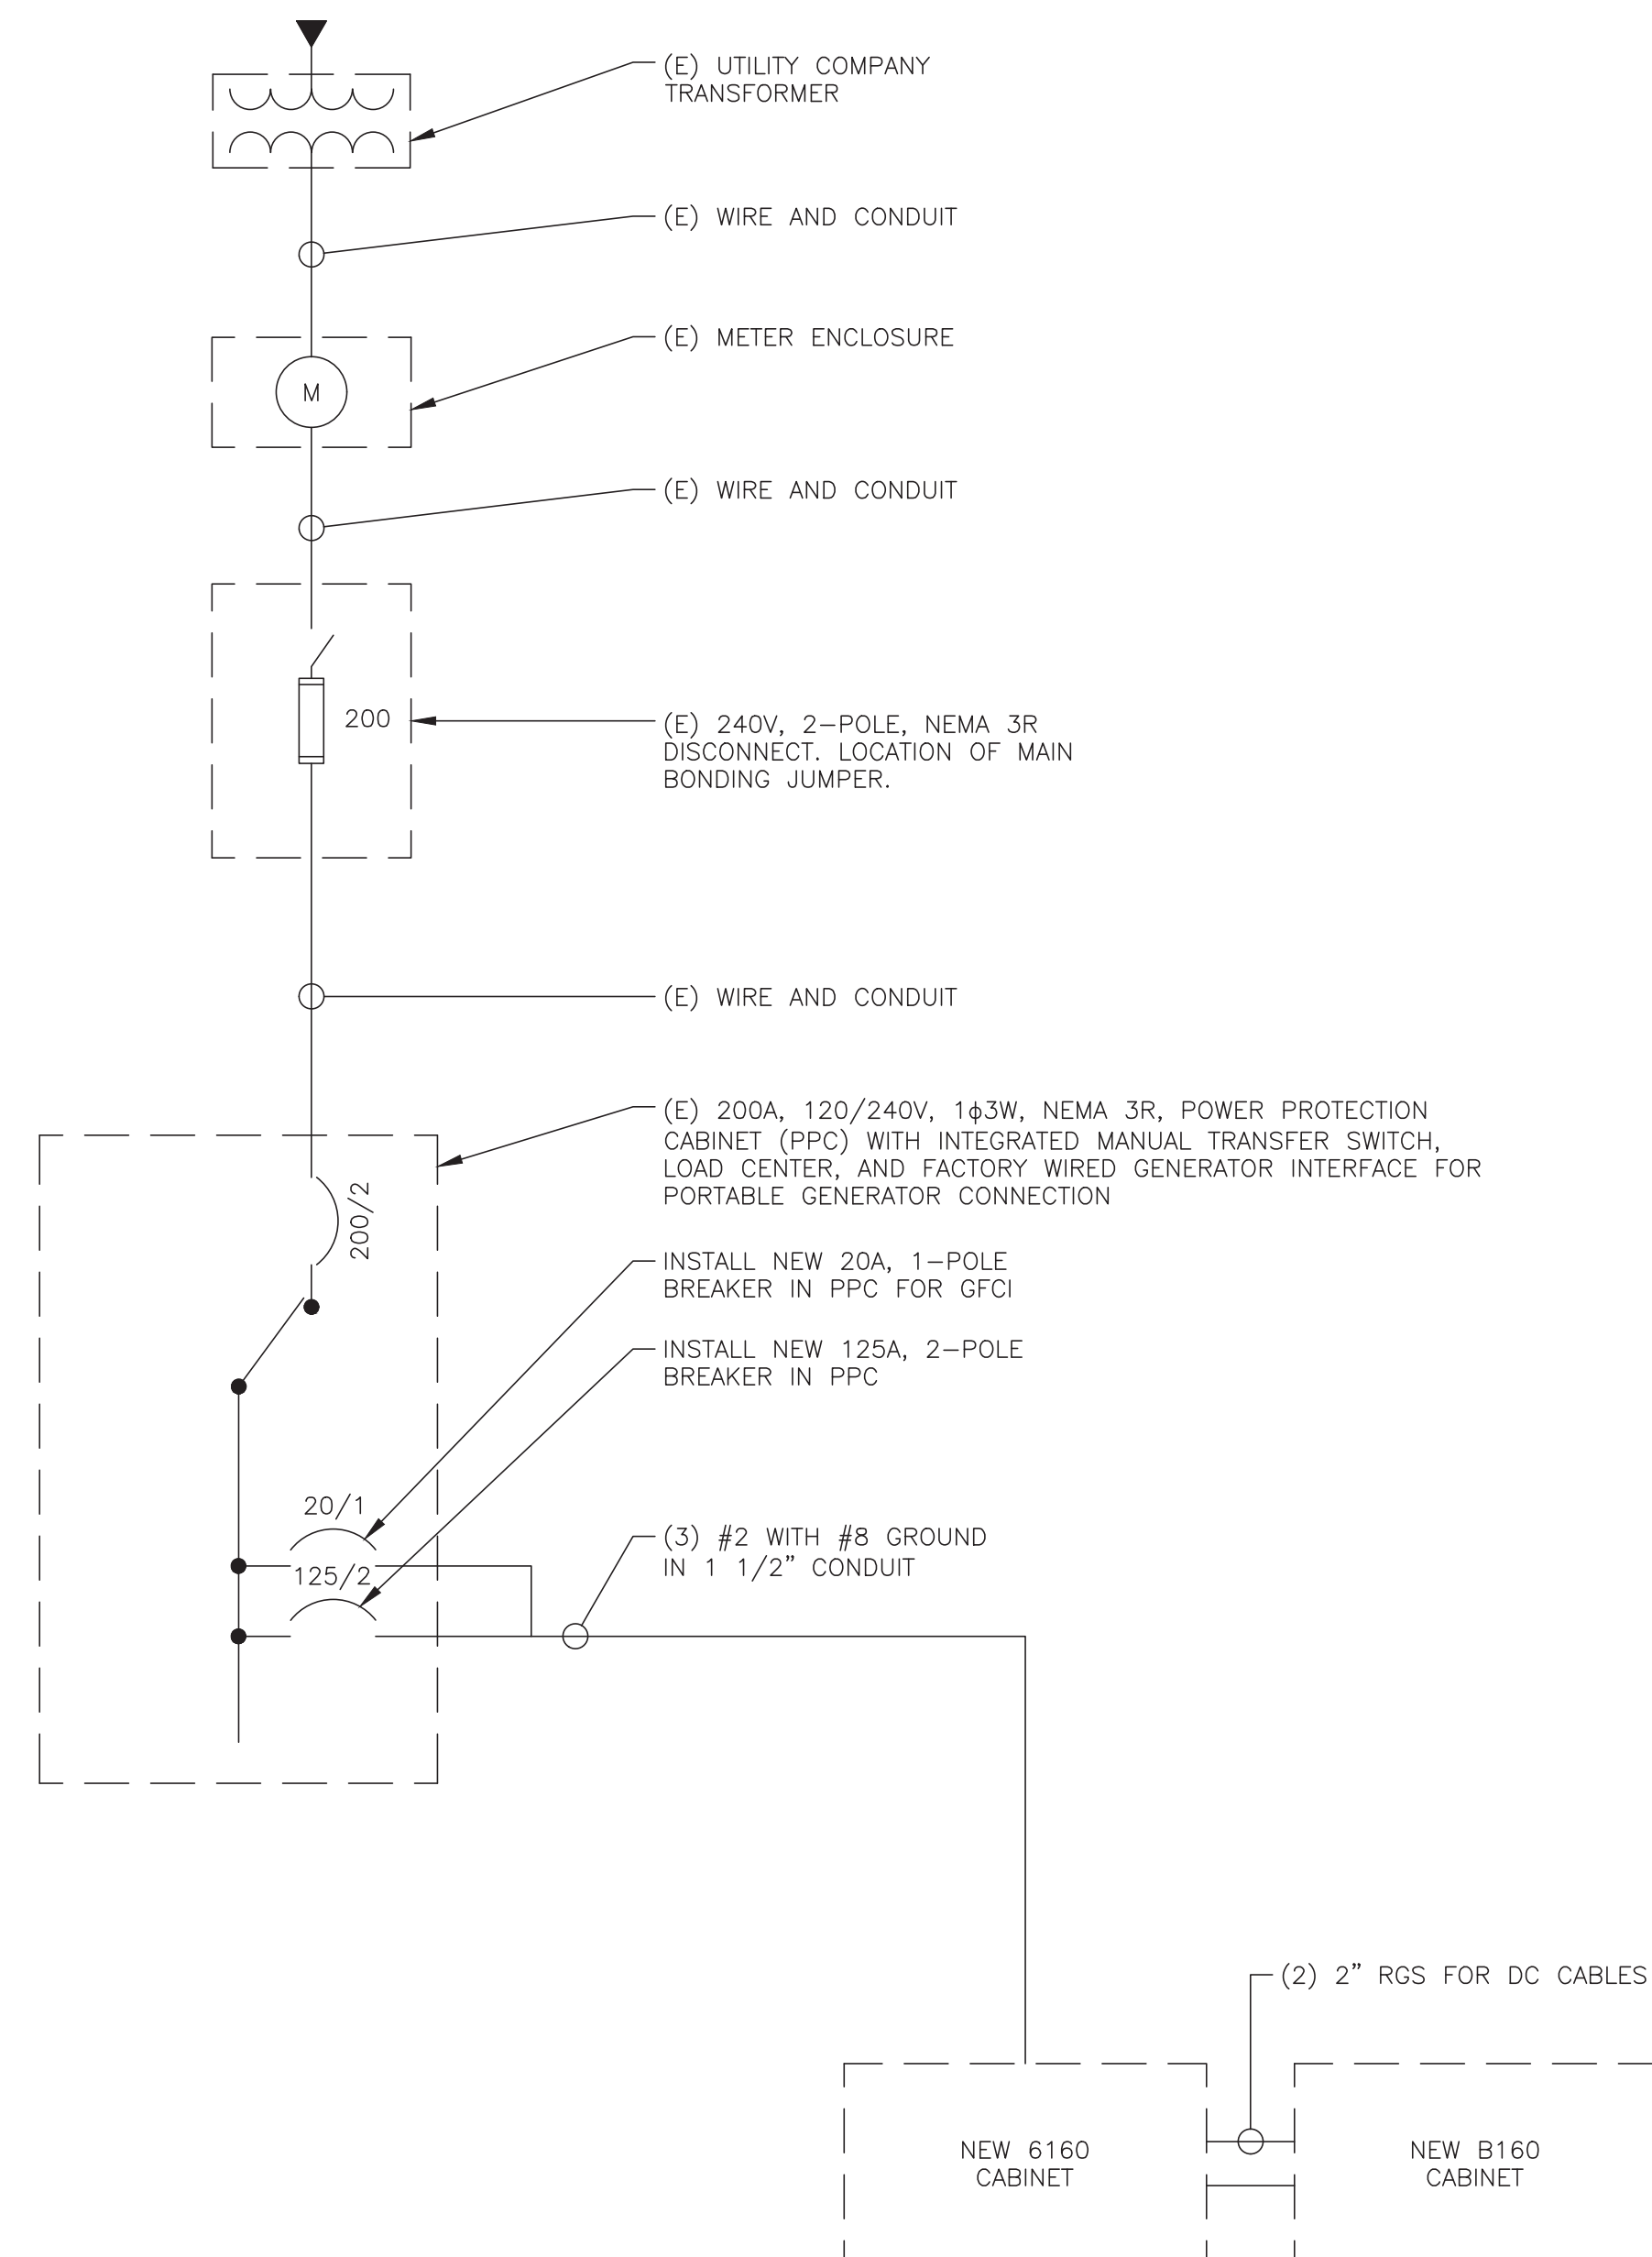 (E) UTILITY COMPANY
TRANSFORMER
(E) WIRE AND CONDUIT
(E) METER ENCLOSURE
M
(E) WIRE AND CONDUIT
200
(E) 240V, 2-POLE, NEMA 3R
DISCONNECT. LOCATION OF MAIN
BONDING JUMPER.
(E) WIRE AND CONDUIT
(E) 200A, 120/240V, 1ϕ3W, NEMA 3R, POWER PROTECTION
CABINET (PPC) WITH INTEGRATED MANUAL TRANSFER SWITCH,
LOAD CENTER, AND FACTORY WIRED GENERATOR INTERFACE FOR
PORTABLE GENERATOR CONNECTION
200/2
INSTALL NEW 20A, 1-POLE
BREAKER IN PPC FOR GFCI
INSTALL NEW 125A, 2-POLE
BREAKER IN PPC
20/1
125/2
(3) #2 WITH #8 GROUND
IN 1 1/2” CONDUIT
(2) 2” RGS FOR DC CABLES
NEW 6160
CABINET
NEW B160
CABINET